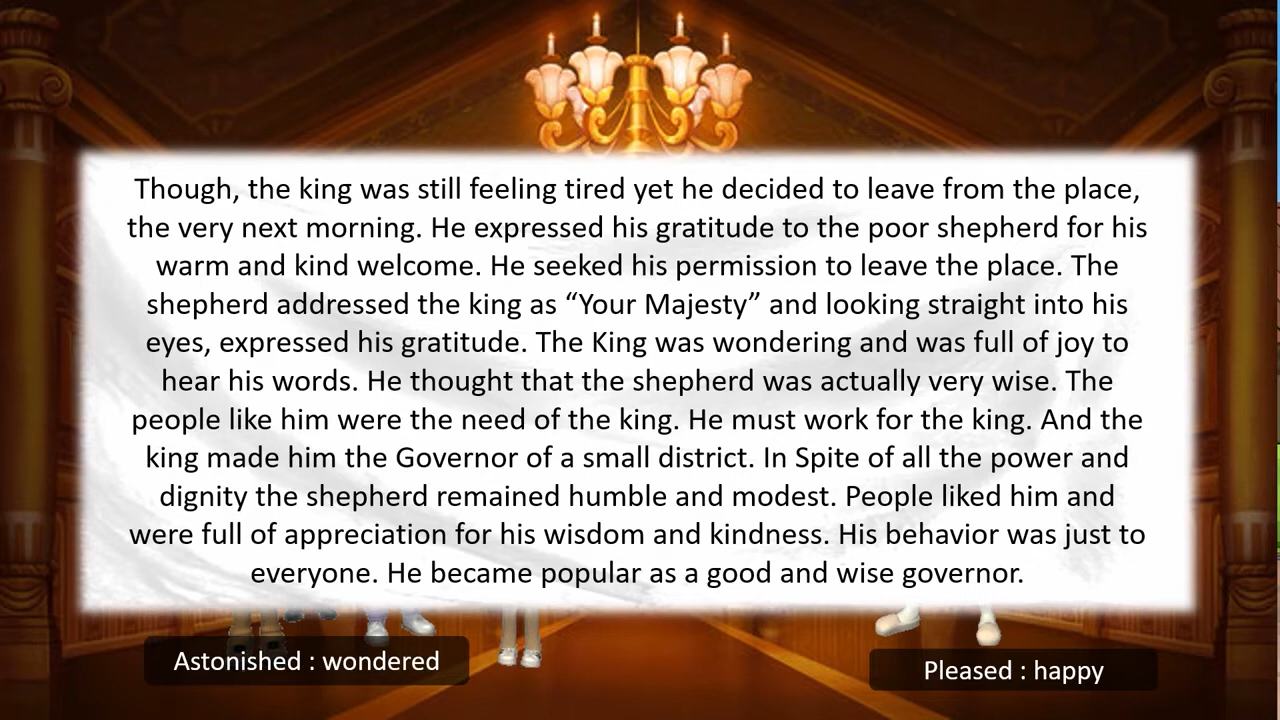 Though, the king was still feeling tired yet he decided to leave from the place,
the very next morning. He expressed his gratitude to the poor shepherd for his
warm and kind welcome. He seeked his permission to leave the place. The
shepherd addressed the king as “Your Majesty” and looking straight into his
eyes, expressed his gratitude. The King was wondering and was full of joy to
hear his words. He thought that the shepherd was actually very wise. The
people like him were the need of the king. He must work for the king. And the
king made him the Governor of a small district. In Spite of all the power and
dignity the shepherd remained humble and modest. People liked him and
were full of appreciation for his wisdom and kindness. His behavior was just to
everyone. He became popular as a good and wise governor.
Astonished : wondered
Pleased : happy